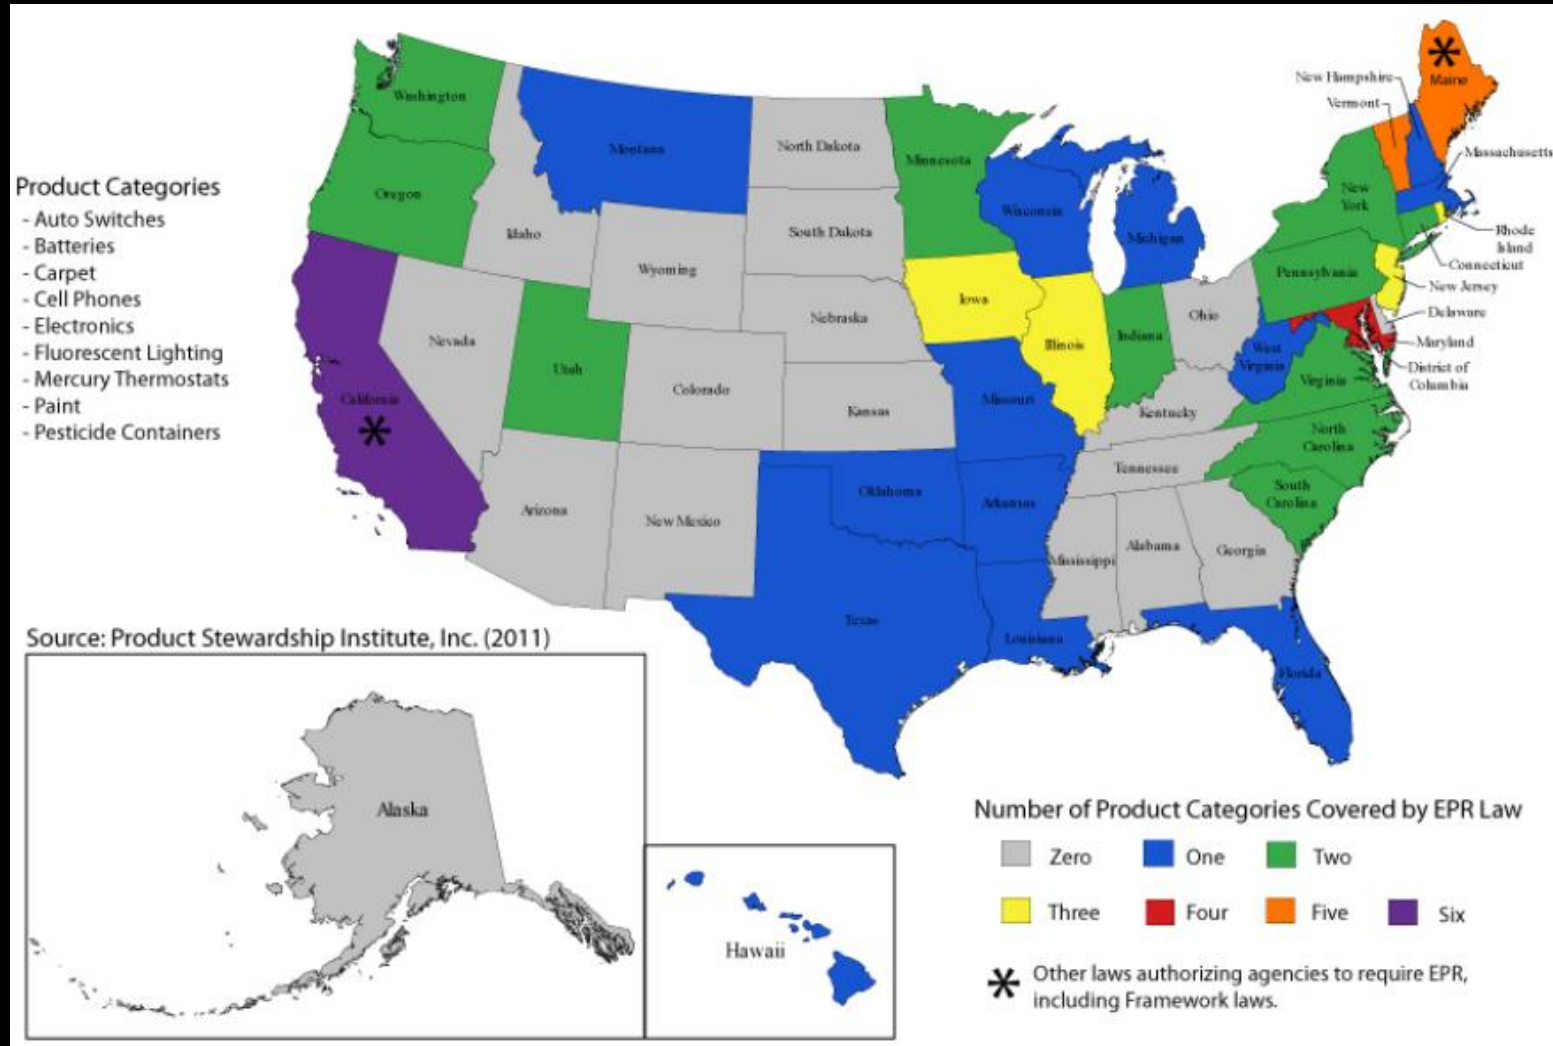 New Hampshire
Maine
Vermont
Washington
Montana
North Dakota
Minnesota
Massachusetts
Product Categories
- Auto Switches
- Batteries
- Carpet
- Cell Phones
- Electronics
- Fluorescent Lighting
- Mercury Thermostats
- Paint
- Pesticide Containers
Oregon
Idaho
Wyoming
South Dakota
Wisconsin
Michigan
New
York
Rhode
Island
Connecticut
Pennsylvania
New Jersey
Delaware
Maryland
District of
Columbia
Nevada
Utah
Colorado
Nebraska
Iowa
Illinois
Indiana
Ohio
West
Virginia
Virginia
California
Kansas
Missouri
Kentucky
North
Carolina
Tennessee
South
Carolina
Arizona
New Mexico
Oklahoma
Arkansas
Mississippi
Alabama
Georgia
Texas
Louisiana
Florida
Source: Product Stewardship Institute, Inc. (2011)
Alaska
Hawaii
Number of Product Categories Covered by EPR Law
Zero One Two
Three Four Five Six
* Other laws authorizing agencies to require EPR,
including Framework laws.